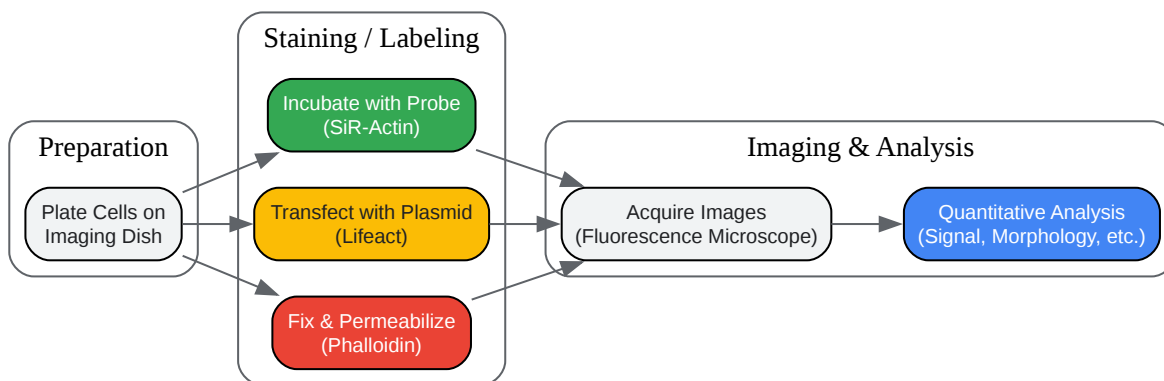 Preparation
Plate Cells on
Imaging Dish
Staining / Labeling
Incubate with Probe
(SiR-Actin)
Transfect with Plasmid
(Lifeact)
Fix & Permeabilize
(Phalloidin)
Imaging & Analysis
Acquire Images
(Fluorescence Microscope)
Quantitative Analysis
(Signal, Morphology, etc.)